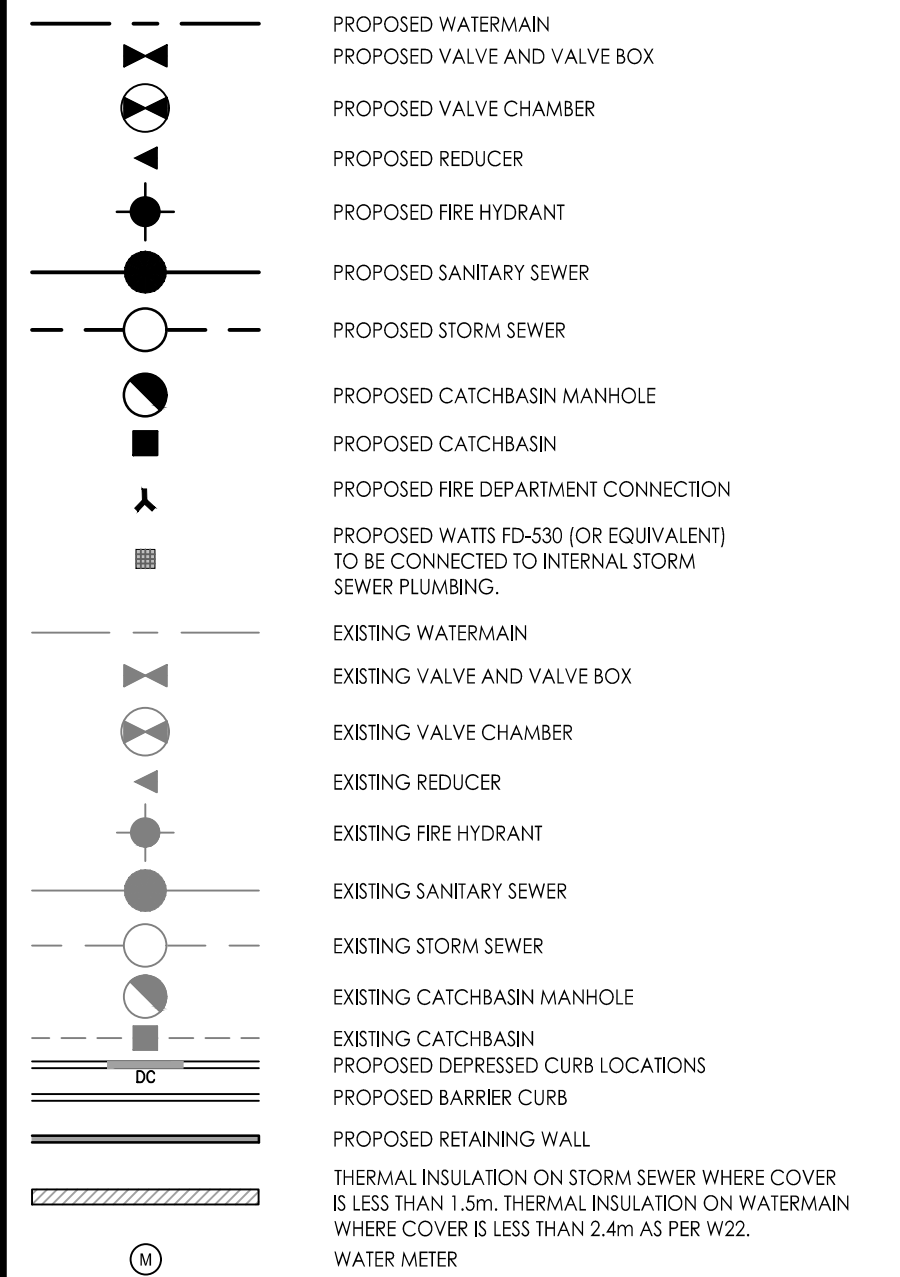 PROPOSED WATERMAIN
PROPOSED VALVE AND VALVE BOX
PROPOSED VALVE CHAMBER
PROPOSED REDUCER
PROPOSED FIRE HYDRANT
PROPOSED SANITARY SEWER
PROPOSED STORM SEWER
PROPOSED CATCHBASIN MANHOLE
PROPOSED CATCHBASIN
PROPOSED FIRE DEPARTMENT CONNECTION
PROPOSED WATTS FD-530 (OR EQUIVALENT)
TO BE CONNECTED TO INTERNAL STORM
SEWER PLUMBING.
EXISTING WATERMAIN
EXISTING VALVE AND VALVE BOX
EXISTING VALVE CHAMBER
EXISTING REDUCER
EXISTING FIRE HYDRANT
EXISTING SANITARY SEWER
EXISTING STORM SEWER
EXISTING CATCHBASIN MANHOLE
EXISTING CATCHBASIN
DC PROPOSED DEPRESSED CURB LOCATIONS
PROPOSED BARRIER CURB
PROPOSED RETAINING WALL
THERMAL INSULATION ON STORM SEWER WHERE COVER
IS LESS THAN 1.5m. THERMAL INSULATION ON WATERMAIN
WHERE COVER IS LESS THAN 2.4m AS PER W22.
M WATER METER